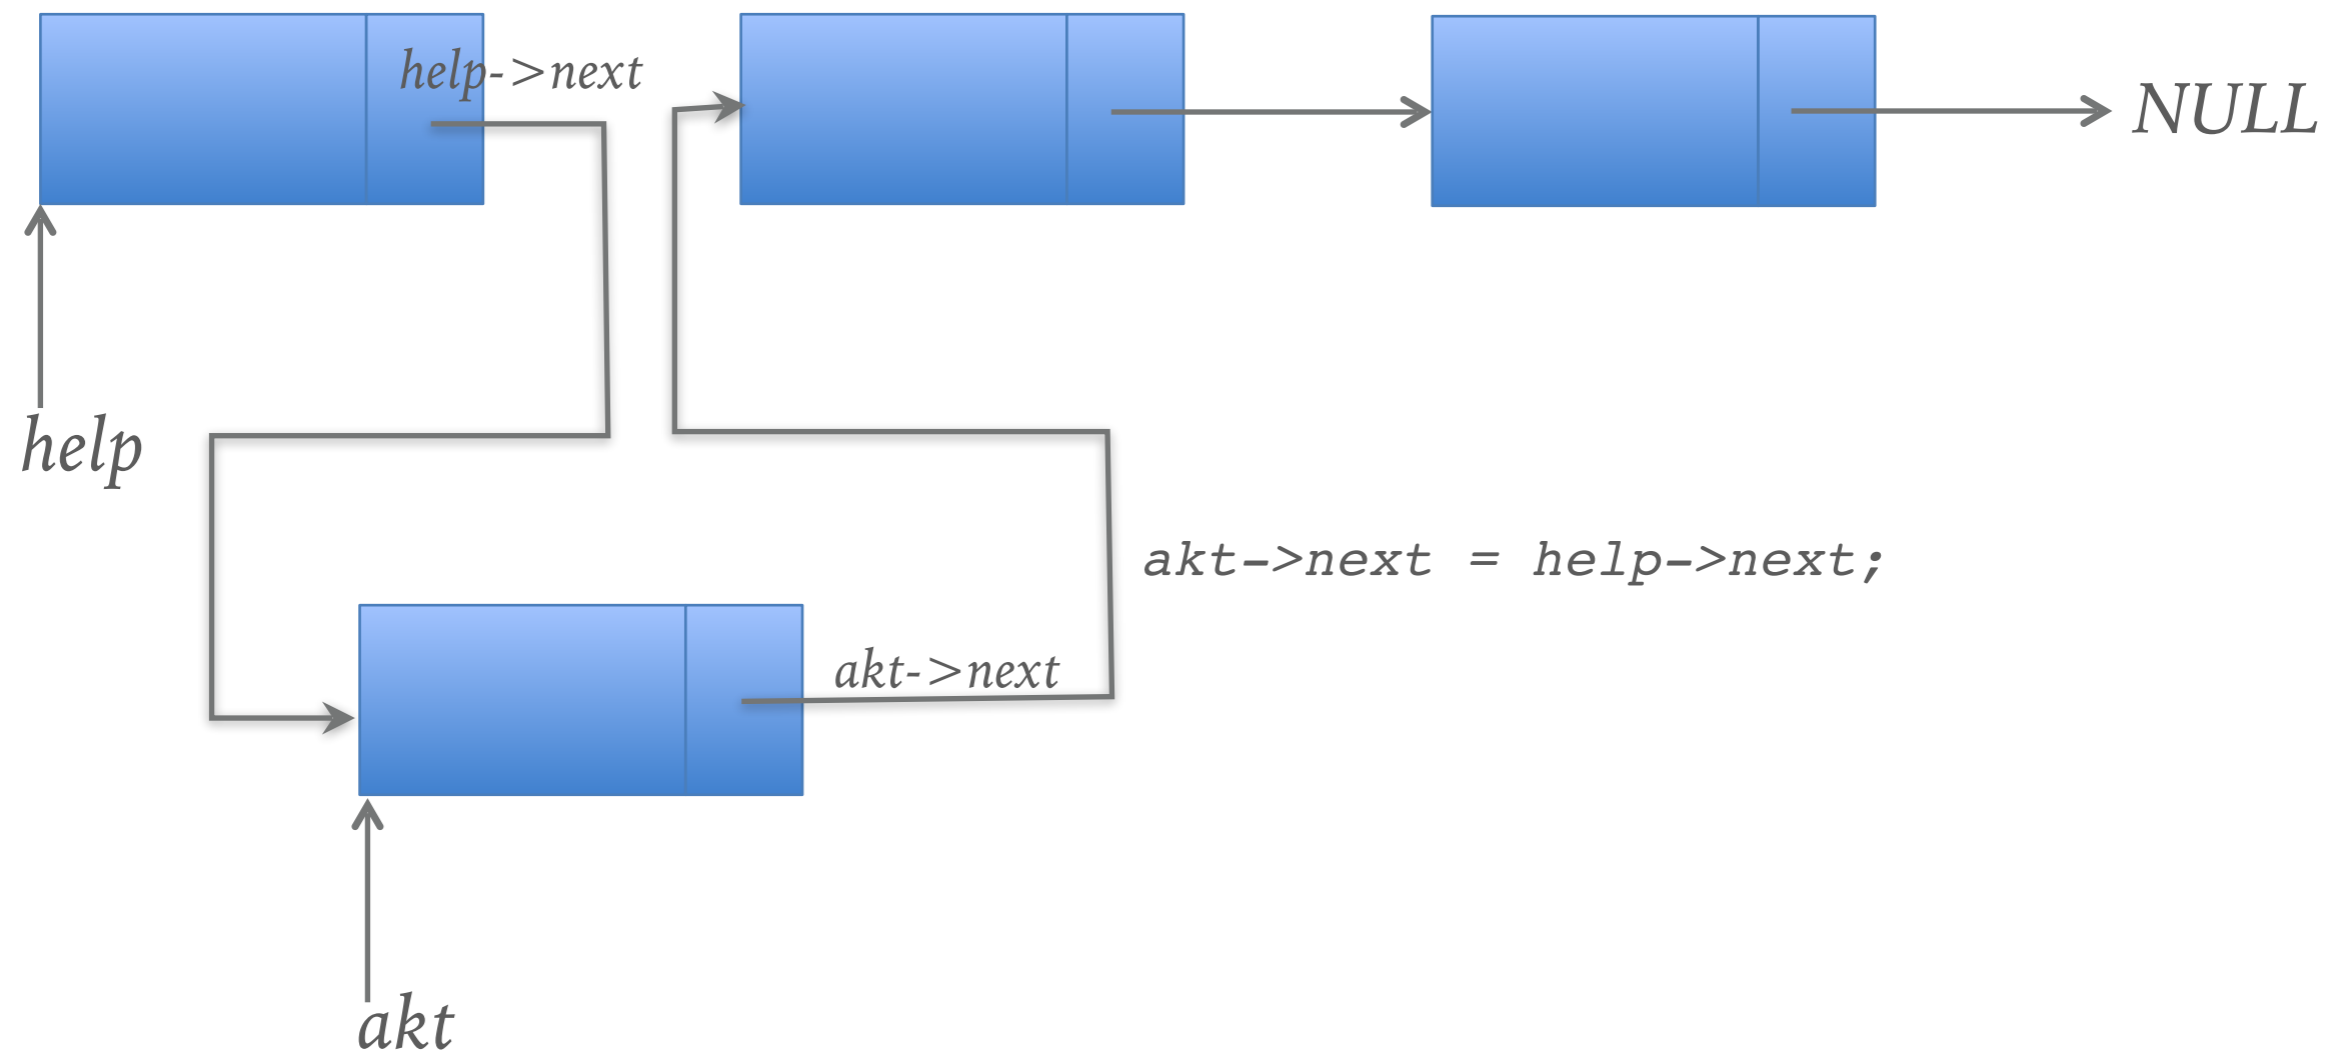 help->next
NULL
help
akt->next = help->next;
akt->next
akt